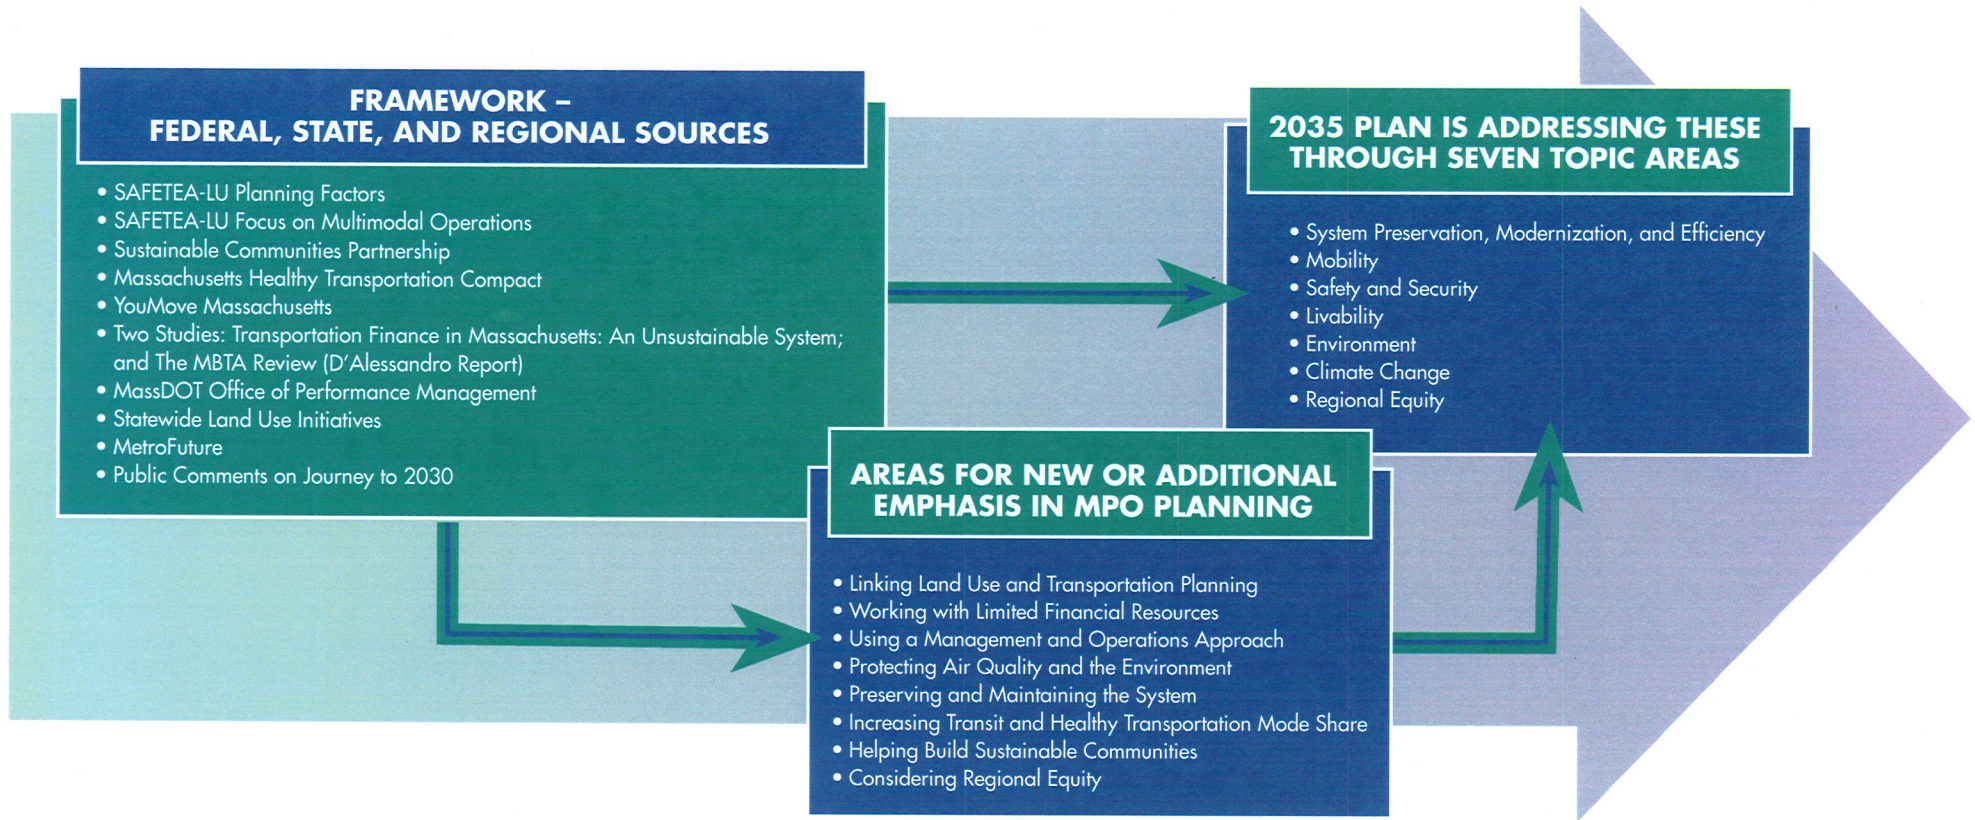 FRAMEWORK –
FEDERAL, STATE, AND REGIONAL SOURCES
• SAFETEA-LU Planning Factors
• SAFETEA-LU Focus on Multimodal Operations
• Sustainable Communities Partnership
• Massachusetts Healthy Transportation Compact
• YouMove Massachusetts
• Two Studies: Transportation Finance in Massachusetts: An Unsustainable System;
and The MBTA Review (D'Alessandro Report)
• MassDOT Office of Performance Management
• Statewide Land Use Initiatives
• MetroFuture
• Public Comments on Journey to 2030
AREAS FOR NEW OR ADDITIONAL
EMPHASIS IN MPO PLANNING
• Linking Land Use and Transportation Planning
• Working with Limited Financial Resources
• Using a Management and Operations Approach
• Protecting Air Quality and the Environment
• Preserving and Maintaining the System
• Increasing Transit and Healthy Transportation Mode Share
• Helping Build Sustainable Communities
• Considering Regional Equity
2035 PLAN IS ADDRESSING THESE
THROUGH SEVEN TOPIC AREAS
• System Preservation, Modernization, and Efficiency
• Mobility
• Safety and Security
• Livability
• Environment
• Climate Change
• Regional Equity